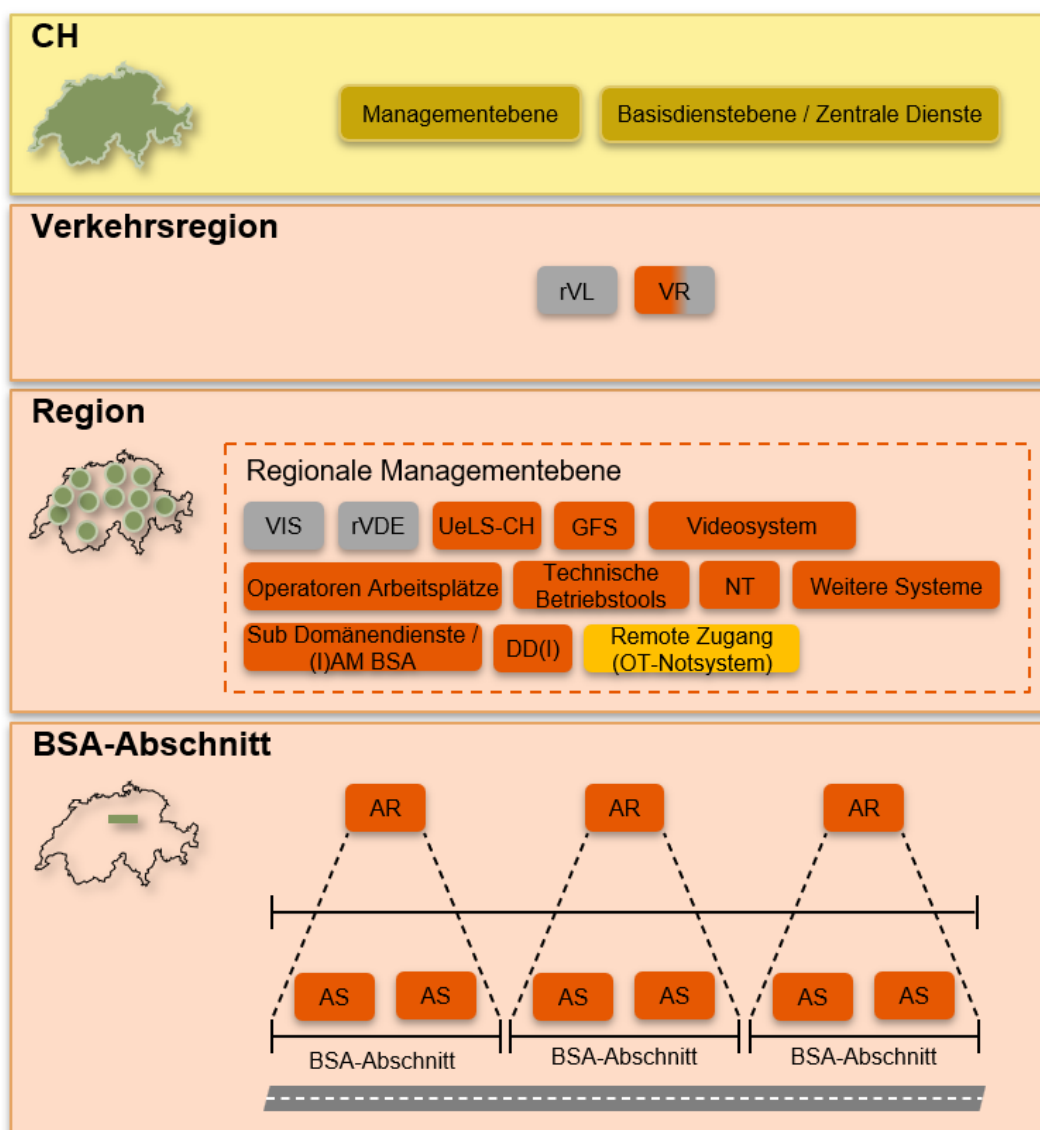 CH
Managementebene
Basisdienstebene / Zentrale Dienste
Verkehrsregion
rVL
VR
Region
Regionale Managementebene
VIS
rVDE
UeLS-CH
GFS
Videosystem
Operatoren Arbeitsplätze
Technische
Betriebstools
NT
Weitere Systeme
Sub Domänendienste /
(I)AM BSA
DD(I)
Remote Zugang
(OT-Notsystem)
BSA-Abschnitt
AR
AR
AR
AS
AS
AS
AS
AS
AS
BSA-Abschnitt
BSA-Abschnitt
BSA-Abschnitt